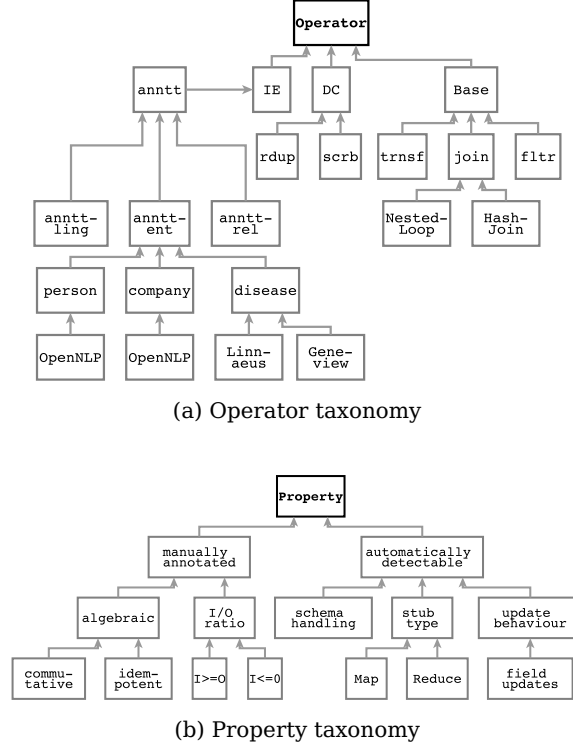 Operator
anntt
IE
DC
Base
rdup
scrb
trnsf
join
fltr
anntt-
ling
anntt-
ent
anntt-
rel
Nested-
Loop
Hash-
Join
person
company
disease
OpenNLP
OpenNLP
Linn-
aeus
Gene-
view
(a) Operator taxonomy
Property
manually
annotated
automatically
detectable
algebraic
I/O
ratio
schema
handling
stub
type
update
behaviour
commu-
tative
idem-
potent
I>=O
I<=0
Map
Reduce
field
updates
(b) Property taxonomy